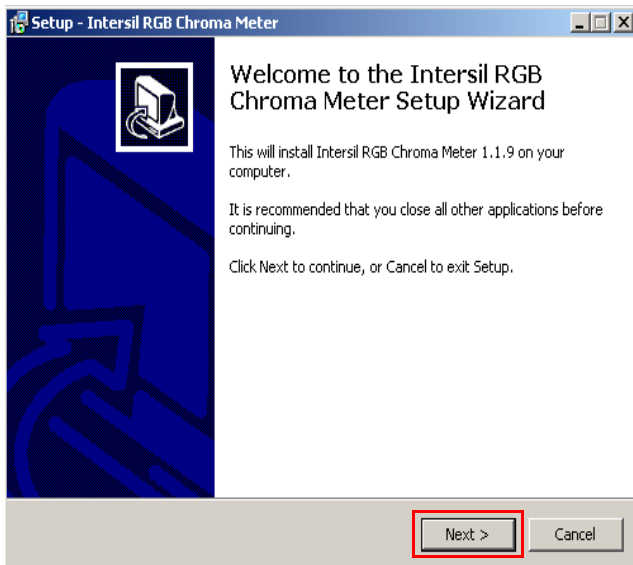 Setup - Intersil RGB Chroma Meter
Welcome to the Intersil RGB
Chroma Meter Setup Wizard
This will install Intersil RGB Chroma Meter 1.1.9 on your
computer.
It is recommended that you close all other applications before
continuing.
Click Next to continue, or Cancel to exit Setup.
Next >
Cancel